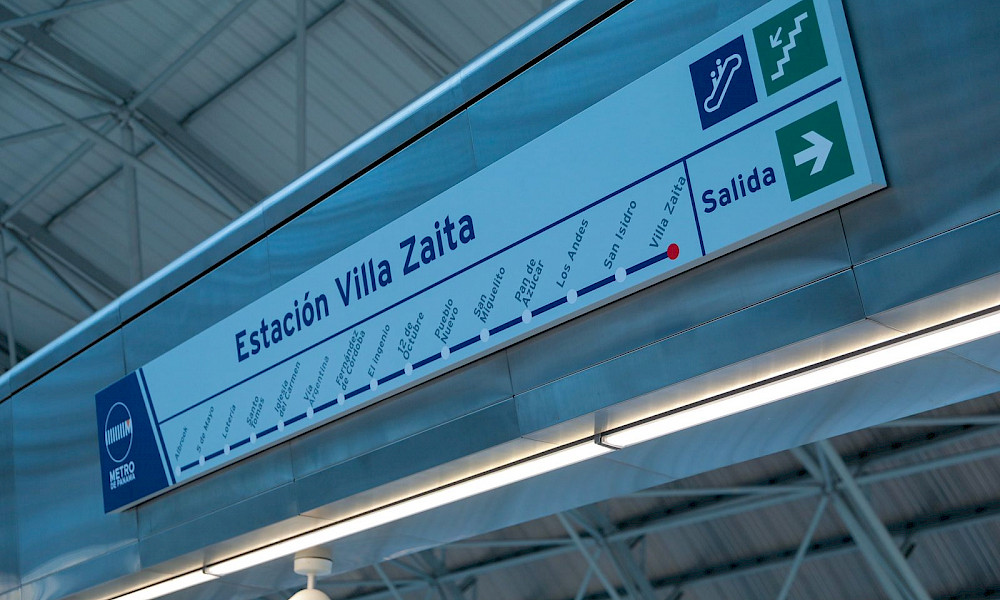 Estación Villa Zaita
METRO
DE PANAMÁ
Albrook
5 de Mayo
Lotería
Santo
Tomas
Iglesia
del Carmen
Vía
Argentina
Fernández
de Córdoba
El Ingenio
12 de
Octubre
Pueblo
Nuevo
San
Miguelito
Pan de
Azúcar
Los Andes
San Isidro
Villa Zaita
Salida